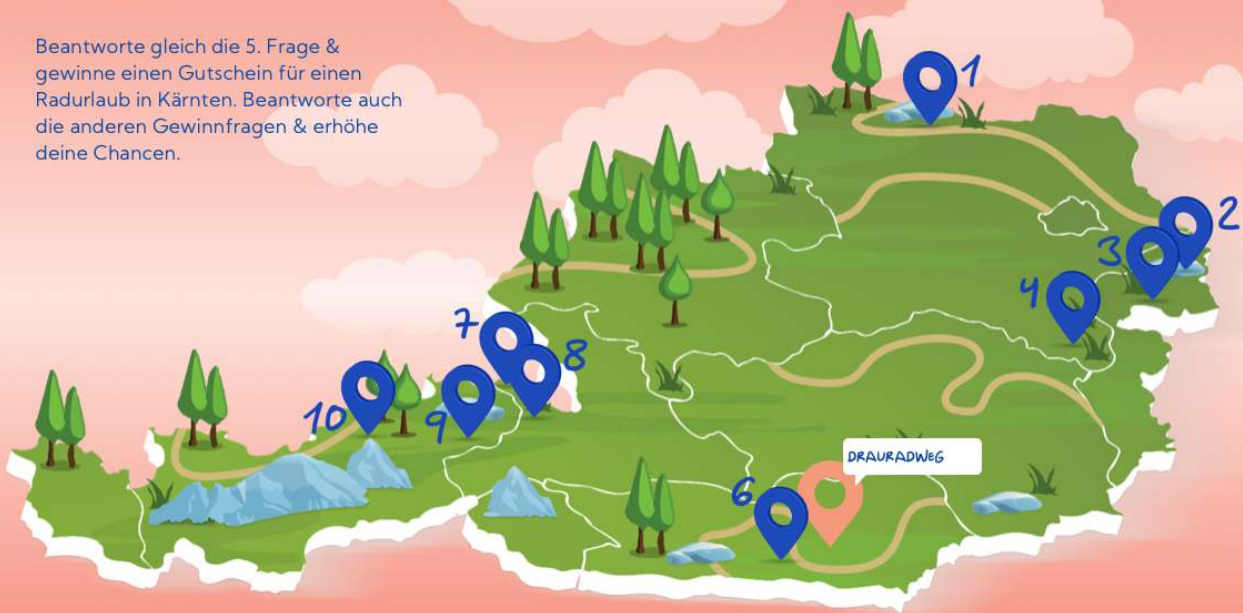 Beantworte gleich die 5. Frage &
gewinne einen Gutschein für einen
Radurlaub in Kärnten. Beantworte auch
die anderen Gewinnfragen & erhöhe
deine Chancen.
1
2
3
4
7
8
10
9
DRAURADWEG
6